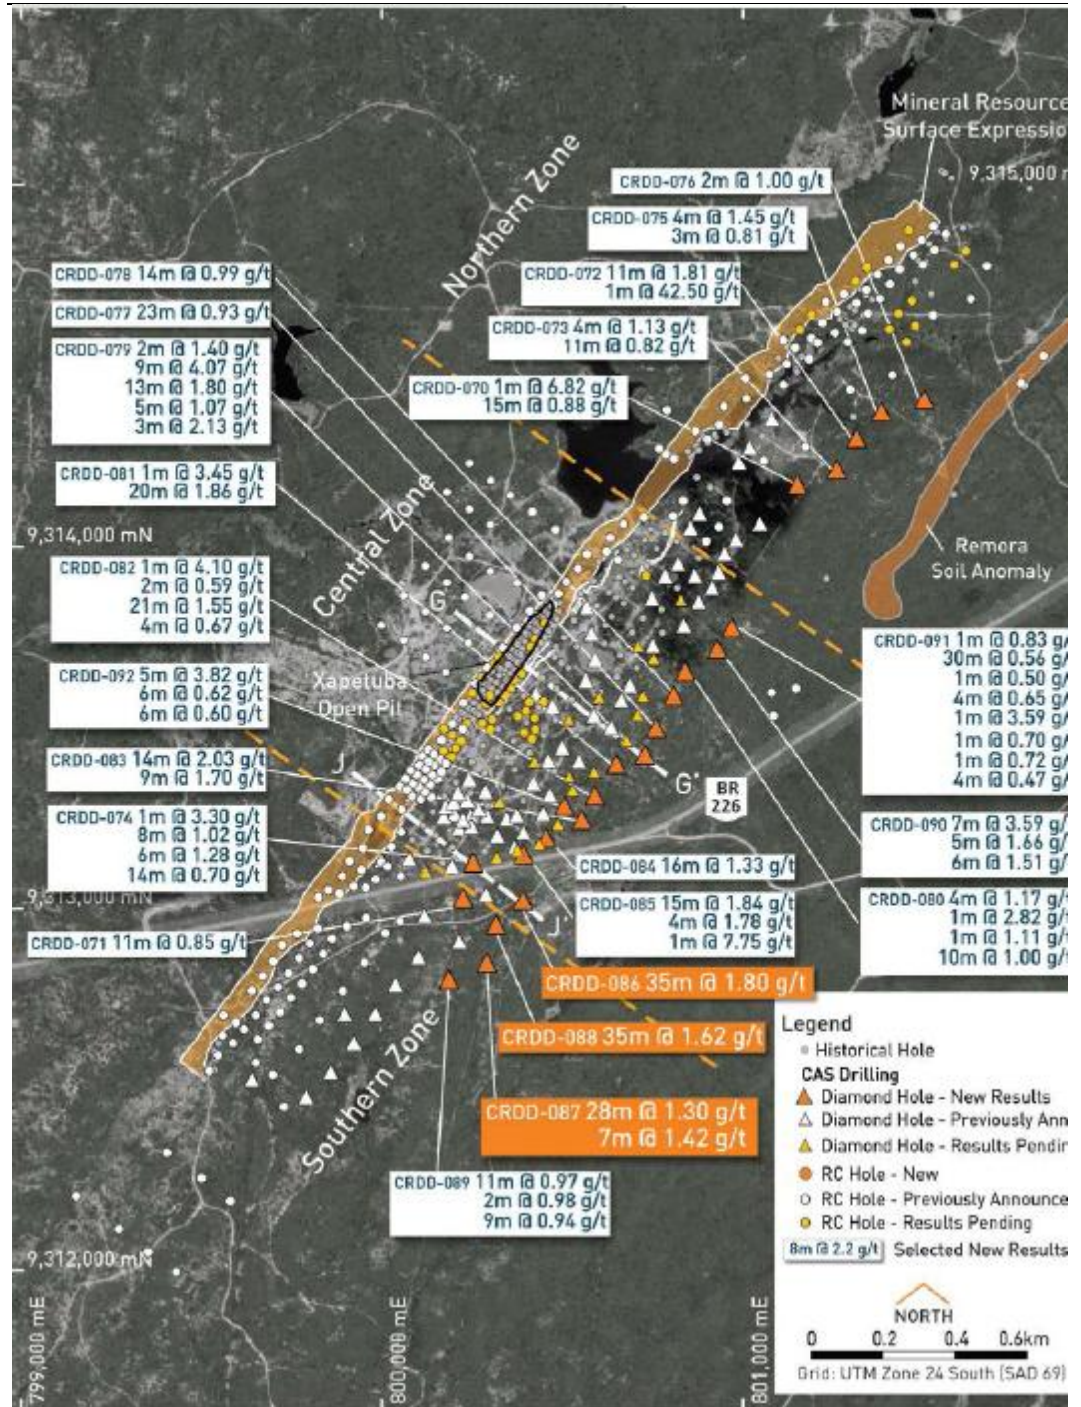 Mineral Resource
Surface Expressio
9,315,000 m
Northern Zone
CRDD-076 2m @ 1.00 g/t
CRDD-075 4m @ 1.45 g/t
3m @ 0.81 g/t
CRDD-072 11m @ 1.81 g/t
1m @ 42.50 g/t
CRDD-073 4m @ 1.13 g/t
11m @ 0.82 g/t
CRDD-070 1m @ 6.82 g/t
15m @ 0.88 g/t
CRDD-078 14m @ 0.99 g/t
CRDD-077 23m @ 0.93 g/t
CRDD-079 2m @ 1.40 g/t
9m @ 4.07 g/t
13m @ 1.80 g/t
5m @ 1.07 g/t
3m @ 2.13 g/t
CRDD-081 1m @ 3.45 g/t
20m @ 1.86 g/t
9,314,000 mN
Central Zone
CRDD-082 1m @ 4.10 g/t
2m @ 0.59 g/t
21m @ 1.55 g/t
4m @ 0.67 g/t
G
Remora
Soil Anomaly
CRDD-092 5m @ 3.82 g/t
6m @ 0.62 g/t
6m @ 0.60 g/t
Xapetuba
Open Pit
CRDD-091 1m @ 0.83 g/
30m @ 0.56 g/
1m @ 0.50 g/
4m @ 0.65 g/
1m @ 3.59 g/
1m @ 0.70 g/
1m @ 0.72 g/
4m @ 0.47 g/
CRDD-083 14m @ 2.03 g/t
9m @ 1.70 g/t
J
G'
BR
226
CRDD-074 1m @ 3.30 g/t
8m @ 1.02 g/t
6m @ 1.28 g/t
14m @ 0.70 g/t
CRDD-090 7m @ 3.59 g/t
5m @ 1.66 g/t
6m @ 1.51 g/t
CRDD-084 16m @ 1.33 g/t
9,313,000 mN
CRDD-085 15m @ 1.84 g/t
4m @ 1.78 g/t
1m @ 7.75 g/t
CRDD-080 4m @ 1.17 g/t
1m @ 2.82 g/t
1m @ 1.11 g/t
10m @ 1.00 g/t
J'
CRDD-071 11m @ 0.85 g/t
CRDD-086 35m @ 1.80 g/t
CRDD-088 35m @ 1.62 g/t
CRDD-087 28m @ 1.30 g/t
7m @ 1.42 g/t
Southern Zone
CRDD-089 11m @ 0.97 g/t
2m @ 0.98 g/t
9m @ 0.94 g/t
9,312,000 mN
799,000 mE
800,000 mE
801,000 mE
Legend
Historical Hole
CAS Drilling
Diamond Hole - New Results
Diamond Hole - Previously Ann
Diamond Hole - Results Pendin
RC Hole - New
RC Hole - Previously Announce
RC Hole - Results Pending
8m @ 2.2 g/t Selected New Results
NORTH
0 0.2 0.4 0.6km
Grid: UTM Zone 24 South (SAD 69)